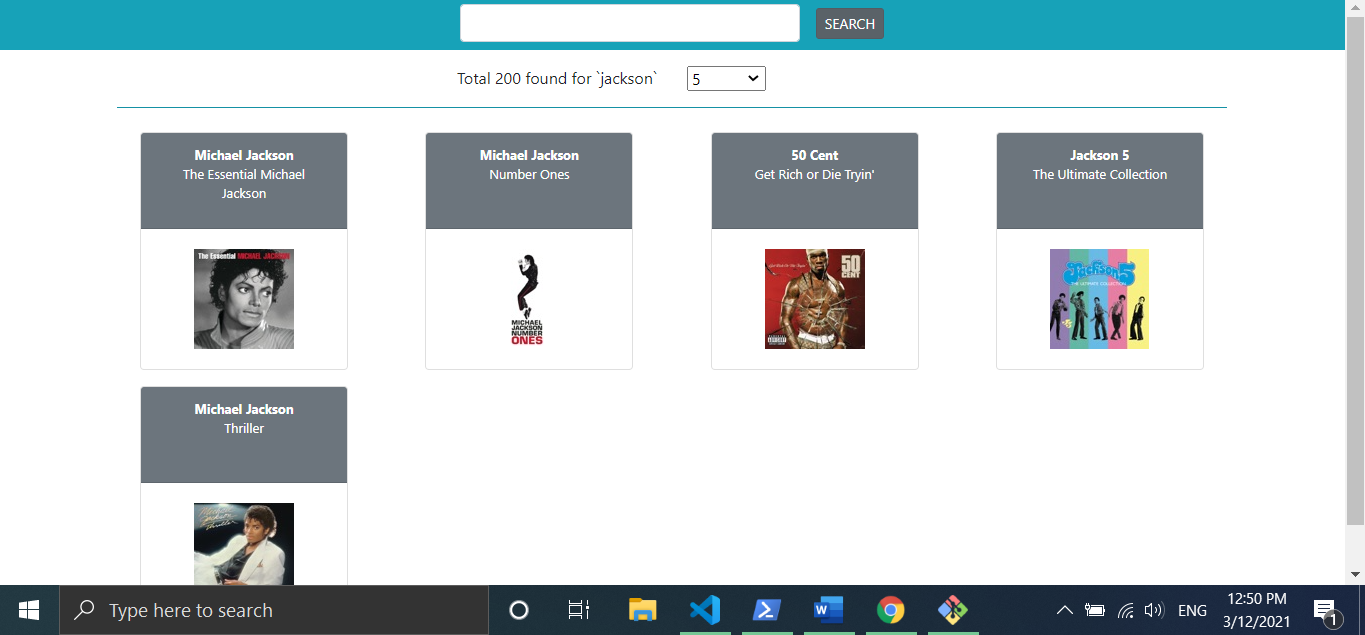 SEARCH
Total 200 found for `jackson`
5
Michael Jackson
The Essential Michael
Jackson
Michael Jackson
Number Ones
50 Cent
Get Rich or Die Tryin'
Jackson 5
The Ultimate Collection
The Essential MICHAEL JACKSON
MICHAEL
JACKSON
NUMBER
ONES
50
CENT
Jackson 5
THE ULTIMATE COLLECTION
Michael Jackson
Thriller
Michael
Jackson
Thriller
Type here to search
ENG
12:50 PM
3/12/2021
1